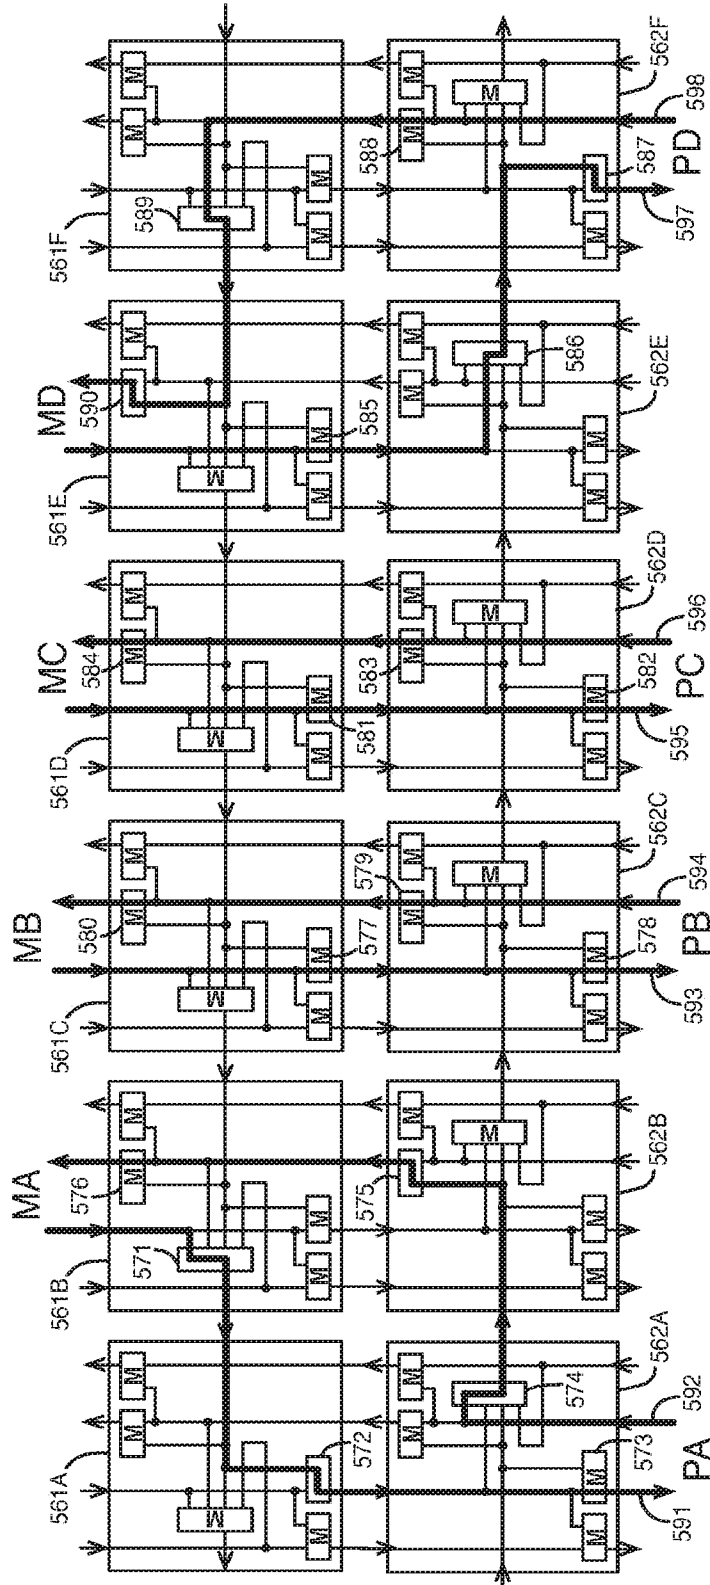 MA
MB
MC
MD
561A
561B
561C
561D
561E
561F
M
M
M
M
572
576
M
M
571
M
M
580
M
M
M
M
M
577
584
M
M
M
M
M
581
590
M
M
M
M
585
M
M
589
M
M
M
M
574
M
M
573
575
M
M
M
M
579
M
M
M
M
M
578
583
M
M
M
M
M
582
M
M
586
M
M
588
M
M
M
M
587
591
PA
592
562A
562B
593
PB
594
562C
595
PC
596
562D
562E
597
PD
598
562F